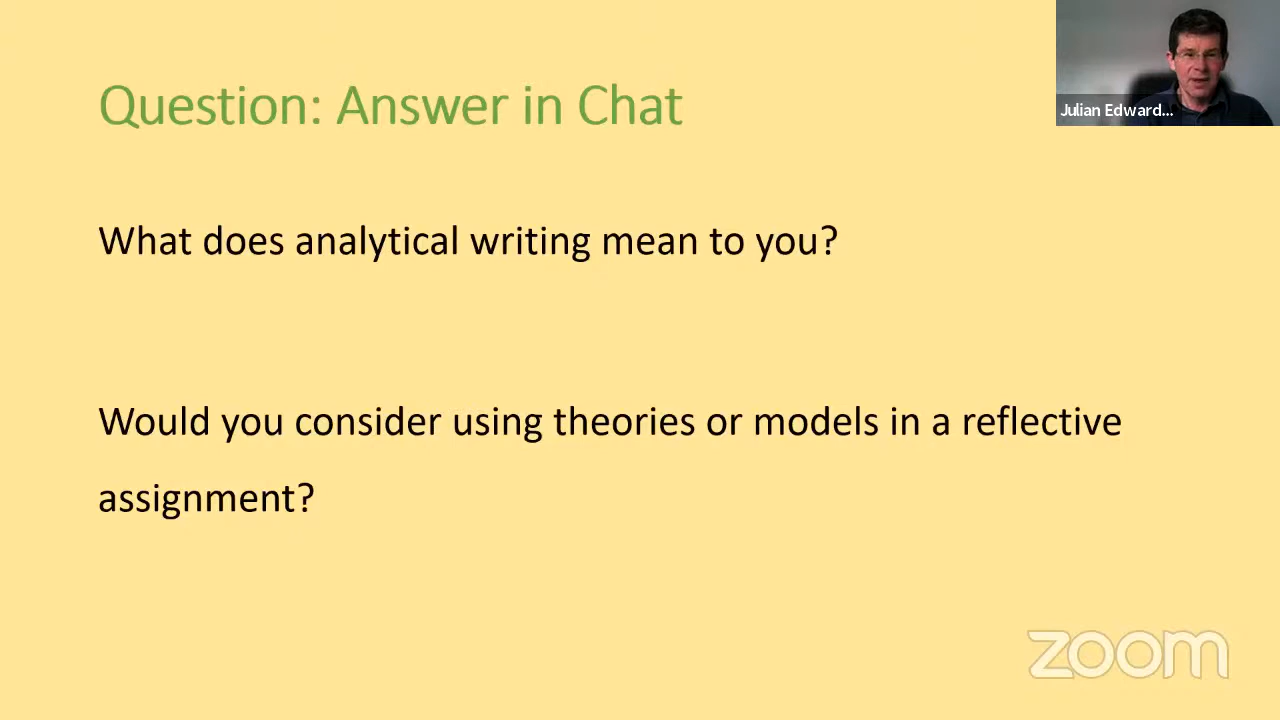 Question: Answer in Chat
Julian Edward...
What does analytical writing mean to you?
Would you consider using theories or models in a reflective
assignment?
zoom